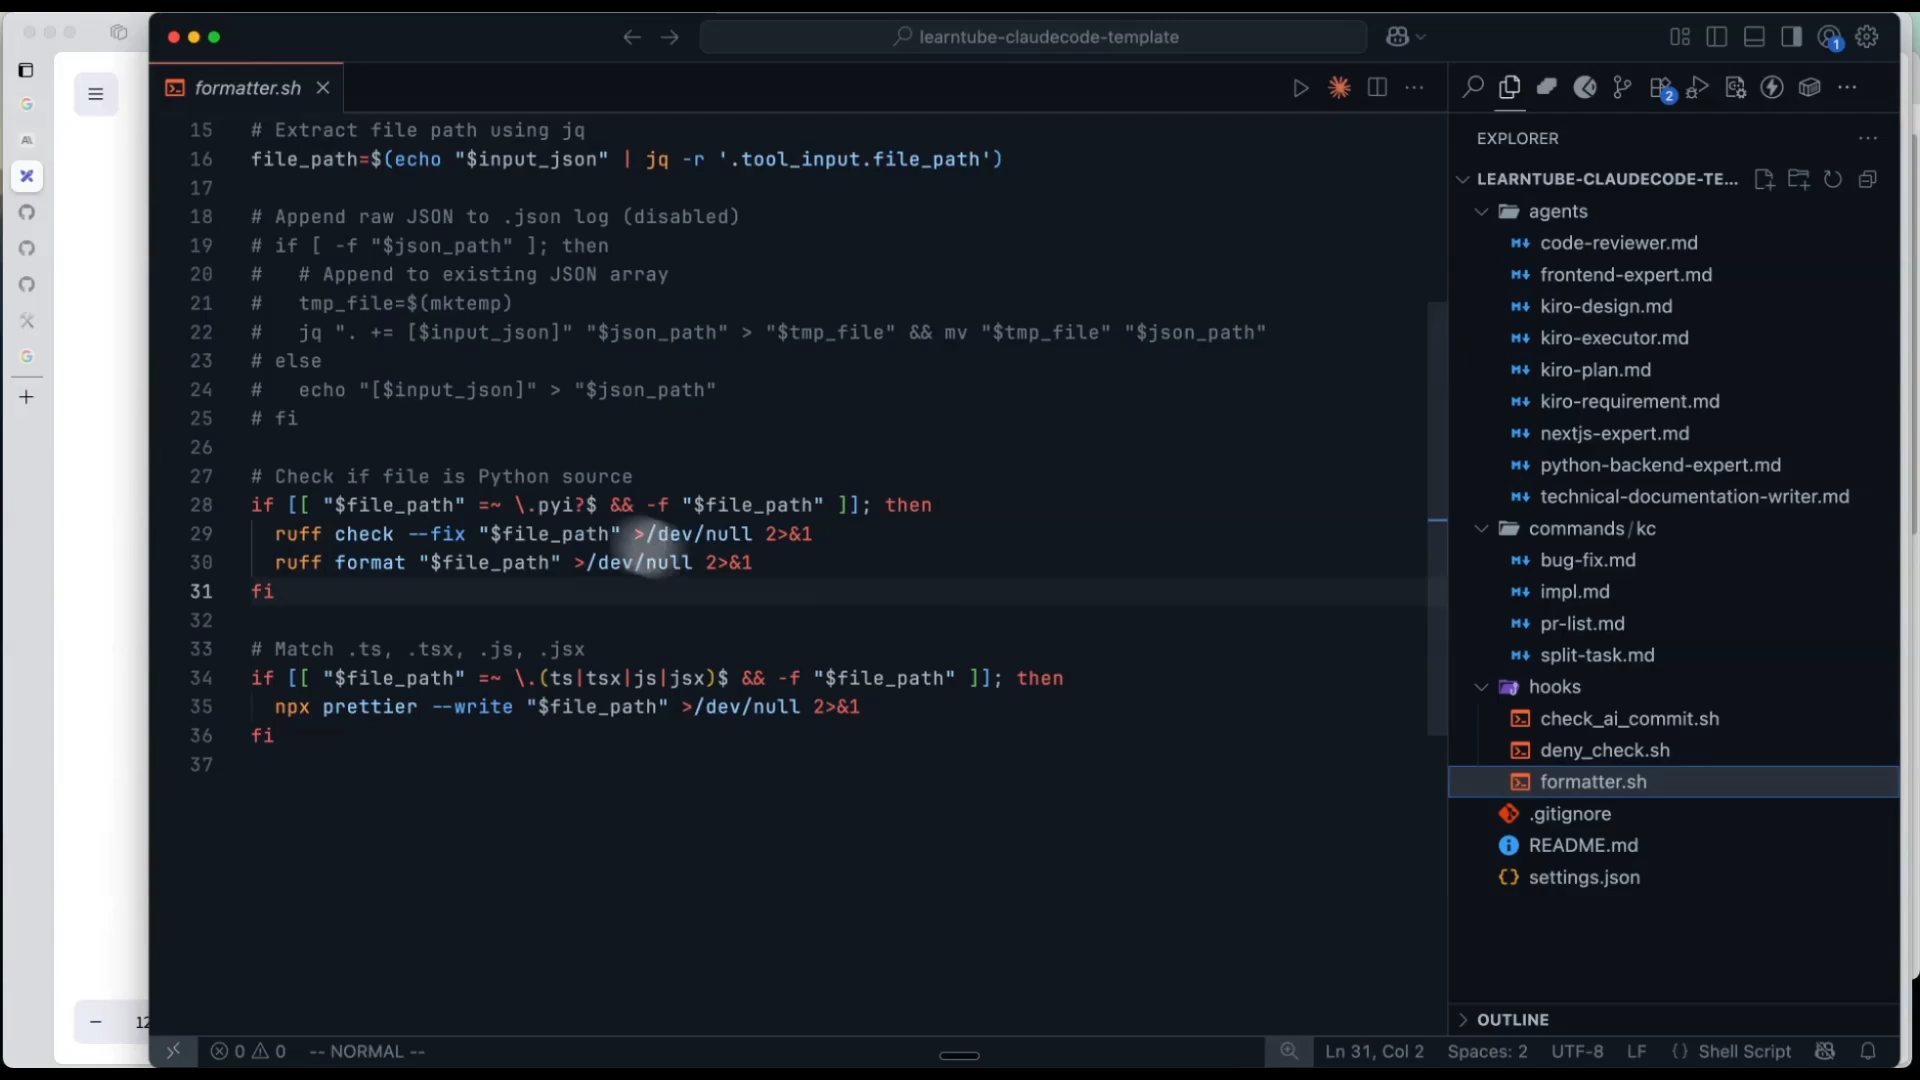 learntube-claudecode-template
1
formatter.sh
2
15 # Extract file path using jq
16 file_path=$(echo "$input_json" | jq -r '.tool_input.file_path')
17
18 # Append raw JSON to .json log (disabled)
19 # if [ -f "$json_path" ]; then
20 #   # Append to existing JSON array
21 #   tmp_file=$(mktemp)
22 #   jq ". += [$input_json]" "$json_path" > "$tmp_file" && mv "$tmp_file" "$json_path"
23 # else
24 #   echo "[$input_json]" > "$json_path"
25 # fi
26
27 # Check if file is Python source
28 if [[ "$file_path" =~ \.pyi?$ && -f "$file_path" ]]; then
29   ruff check --fix "$file_path" >/dev/null 2>&1
30   ruff format "$file_path" >/dev/null 2>&1
31 fi
32
33 # Match .ts, .tsx, .js, .jsx
34 if [[ "$file_path" =~ \.(ts|tsx|js|jsx)$ && -f "$file_path" ]]; then
35   npx prettier --write "$file_path" >/dev/null 2>&1
36 fi
37
EXPLORER
LEARNTUBE-CLAUDECODE-TE...
agents
code-reviewer.md
frontend-expert.md
kiro-design.md
kiro-executor.md
kiro-plan.md
kiro-requirement.md
nextjs-expert.md
python-backend-expert.md
technical-documentation-writer.md
commands/kc
bug-fix.md
impl.md
pr-list.md
split-task.md
hooks
check_ai_commit.sh
deny_check.sh
formatter.sh
.gitignore
README.md
settings.json
OUTLINE
12
0 0 -- NORMAL --
Ln 31, Col 2 Spaces: 2 UTF-8 LF {} Shell Script